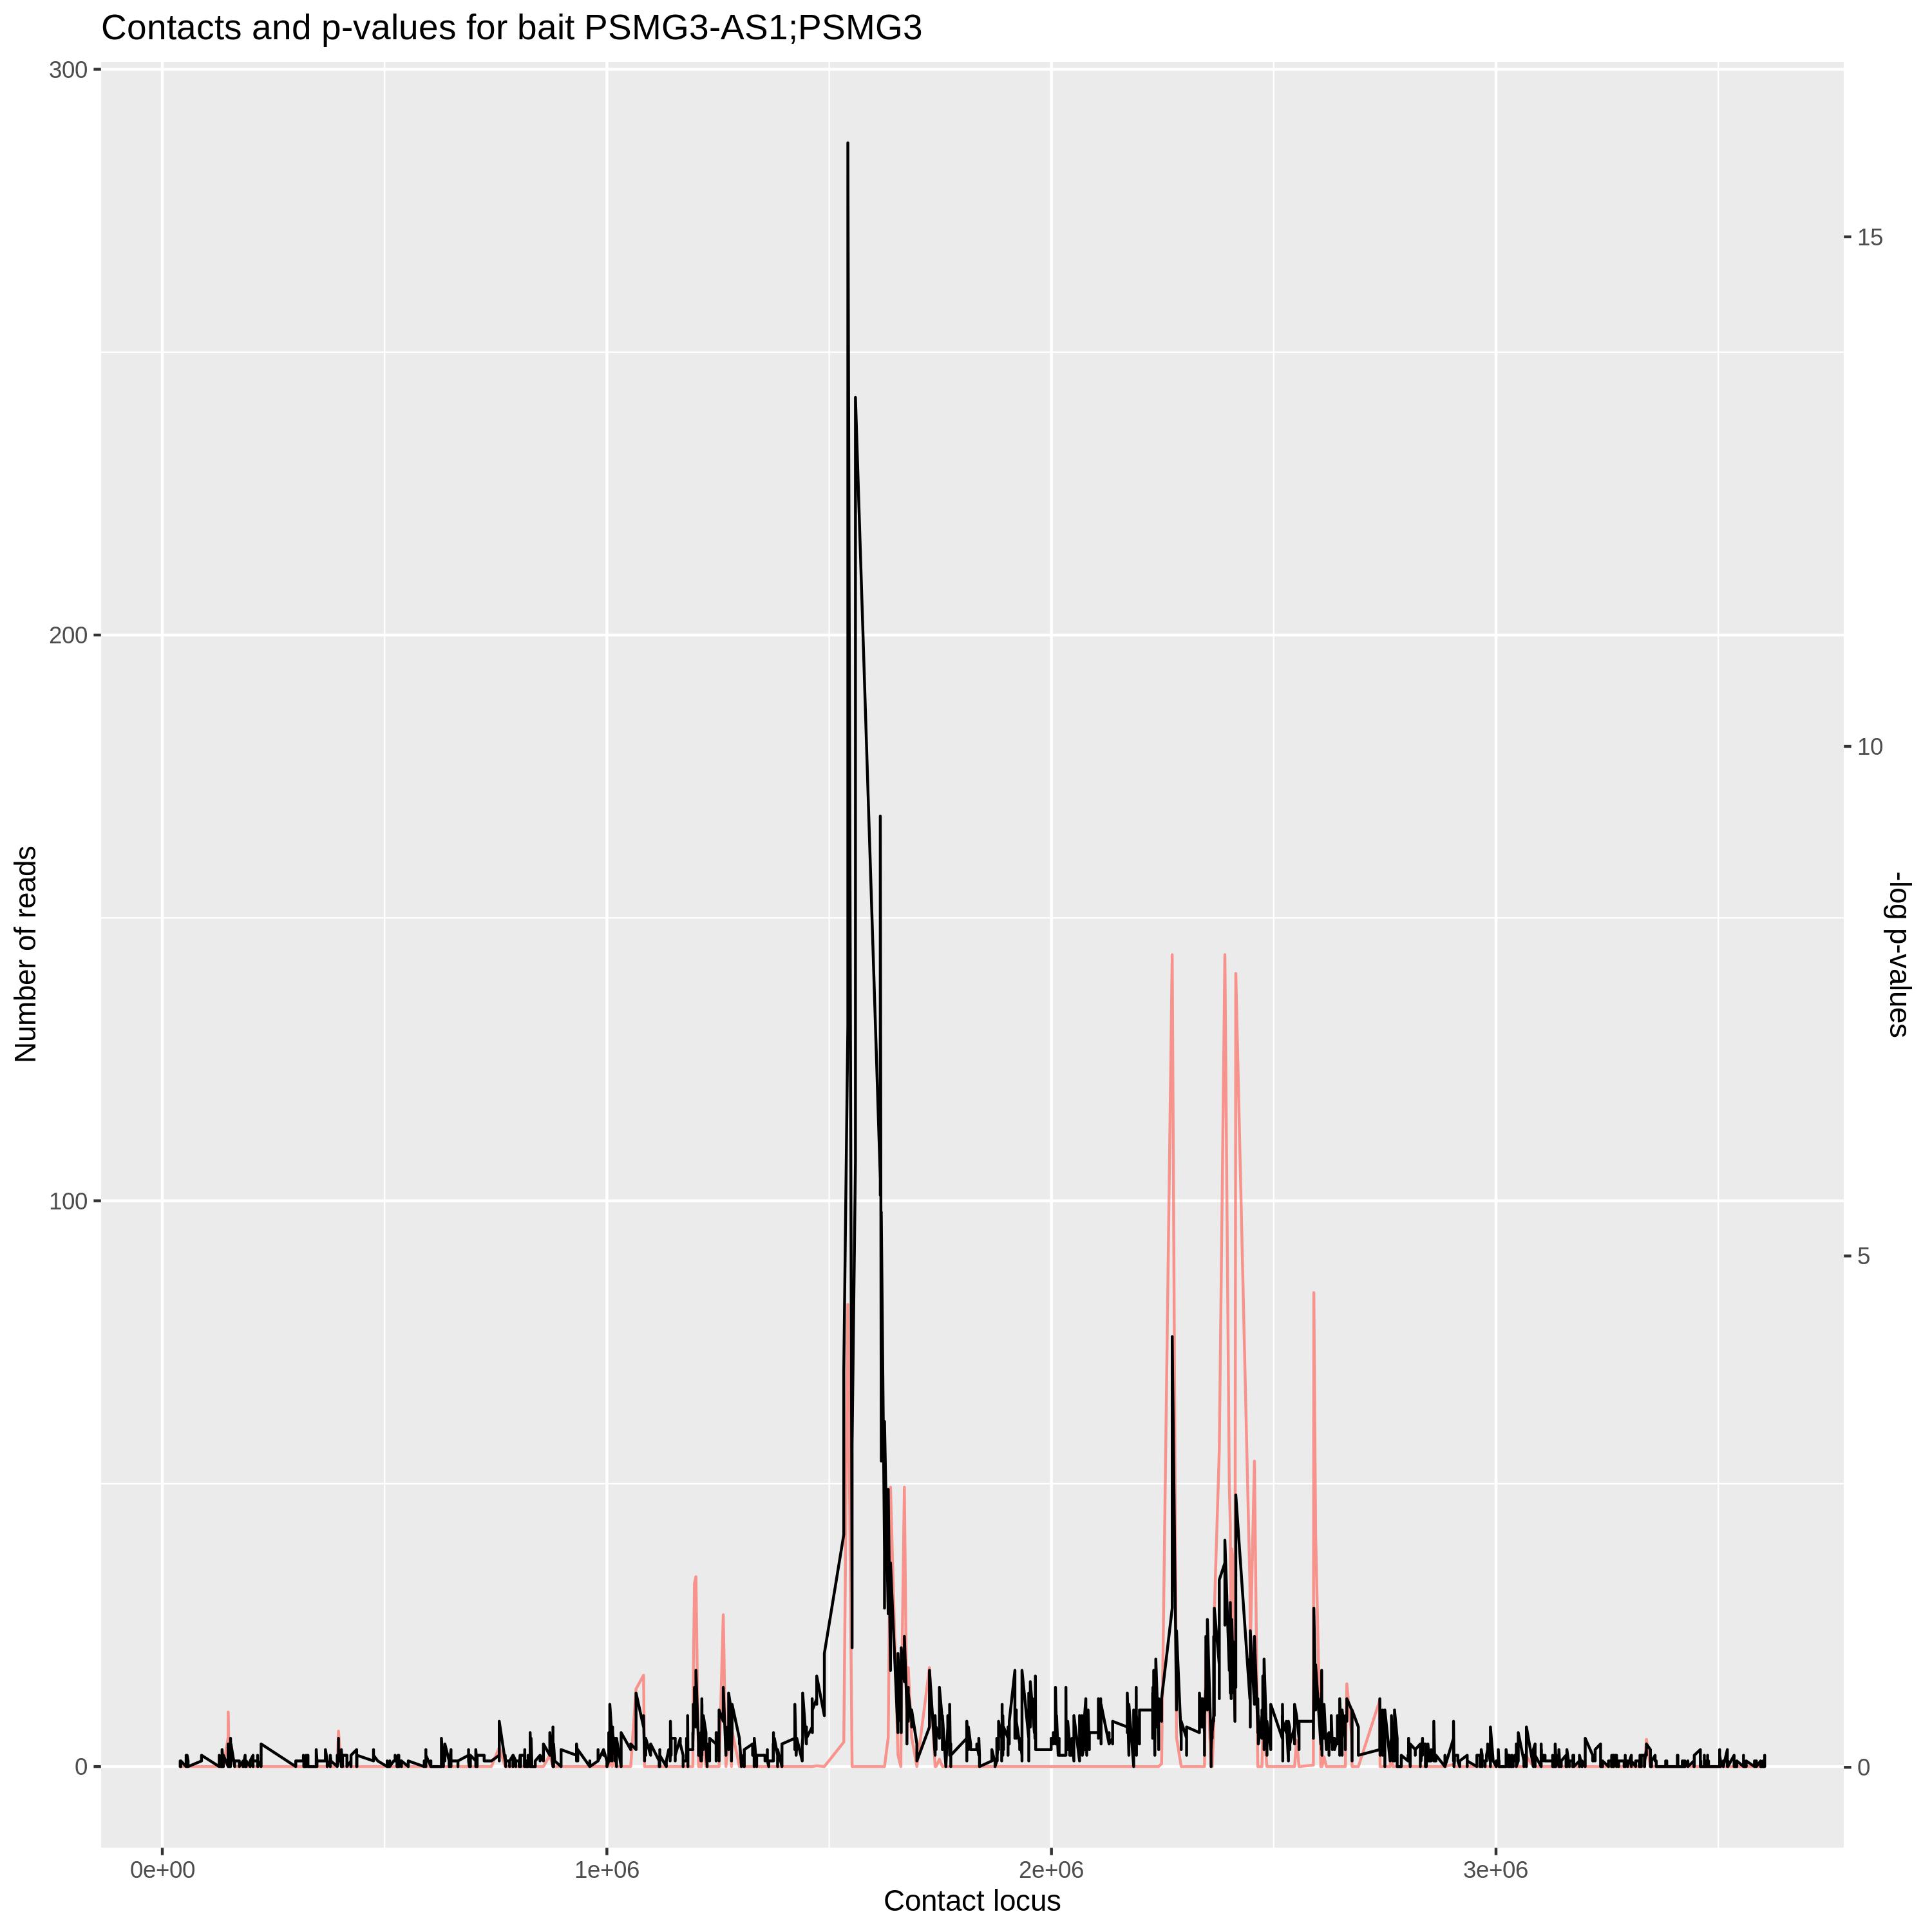 Contacts and p-values for bait PSMG3-AS1;PSMG3
300
200
100
0
Number of reads
15
10
5
0
-log p-values
0e+00
1e+06
2e+06
3e+06
Contact locus